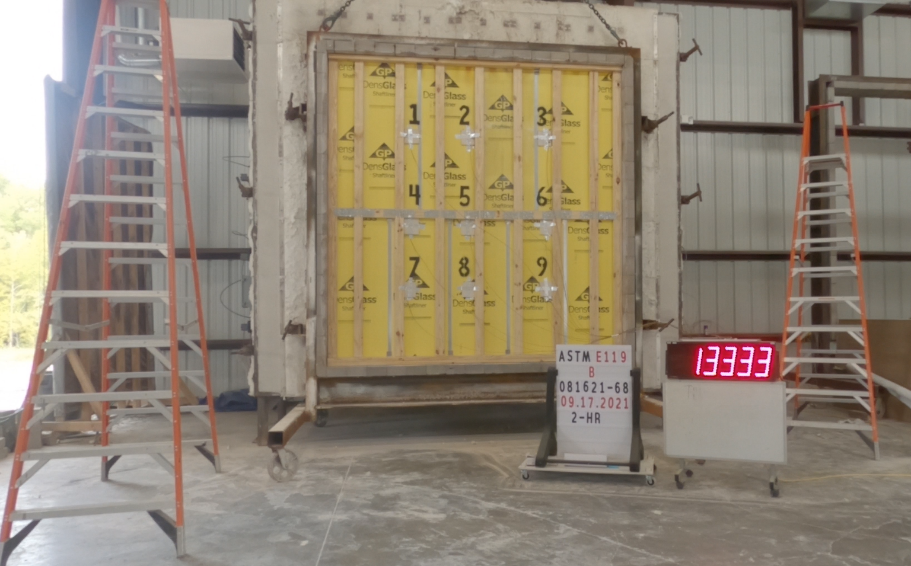 GP
DensGlass
Shaftliner
1 2 3
4 5 6
7 8 9
ASTM E119
B
081621-68
09.17.2021
2-HR
13333